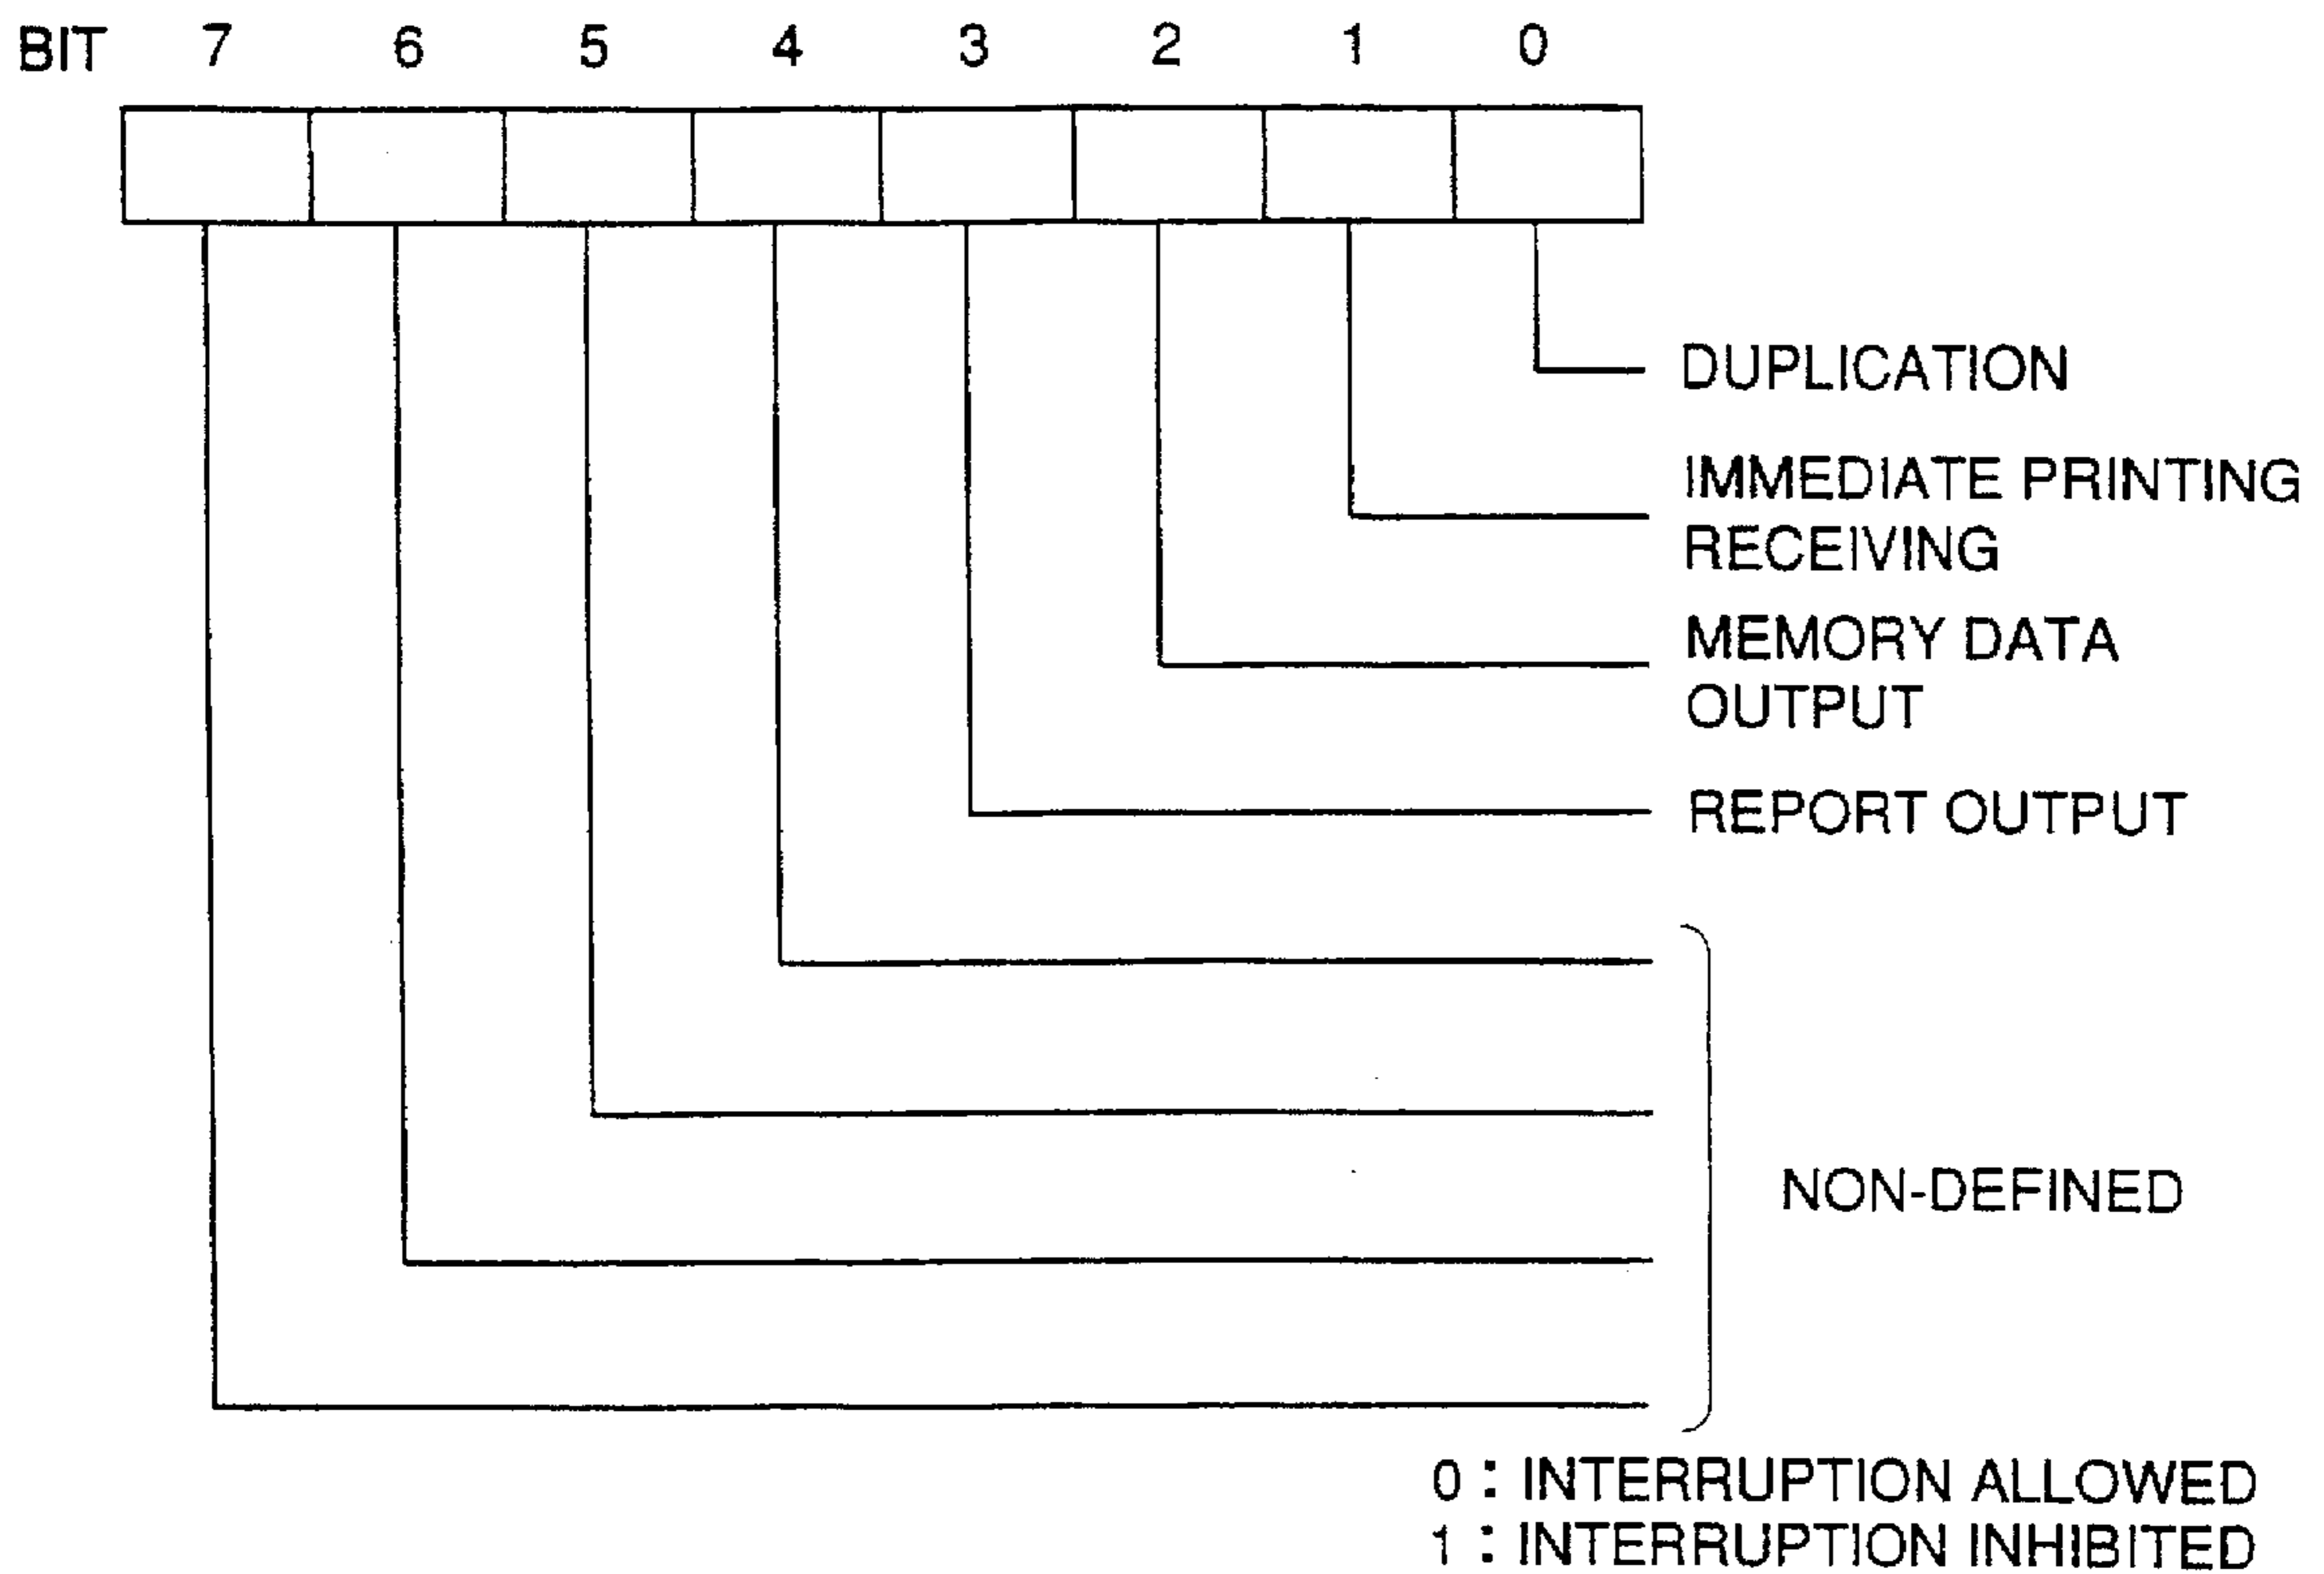 BIT 7 6 5 4 3 2 1 0
DUPLICATION
IMMEDIATE PRINTING
RECEIVING
MEMORY DATA
OUTPUT
REPORT OUTPUT
NON-DEFINED
0 : INTERRUPTION ALLOWED
1 : INTERRUPTION INHIBITED